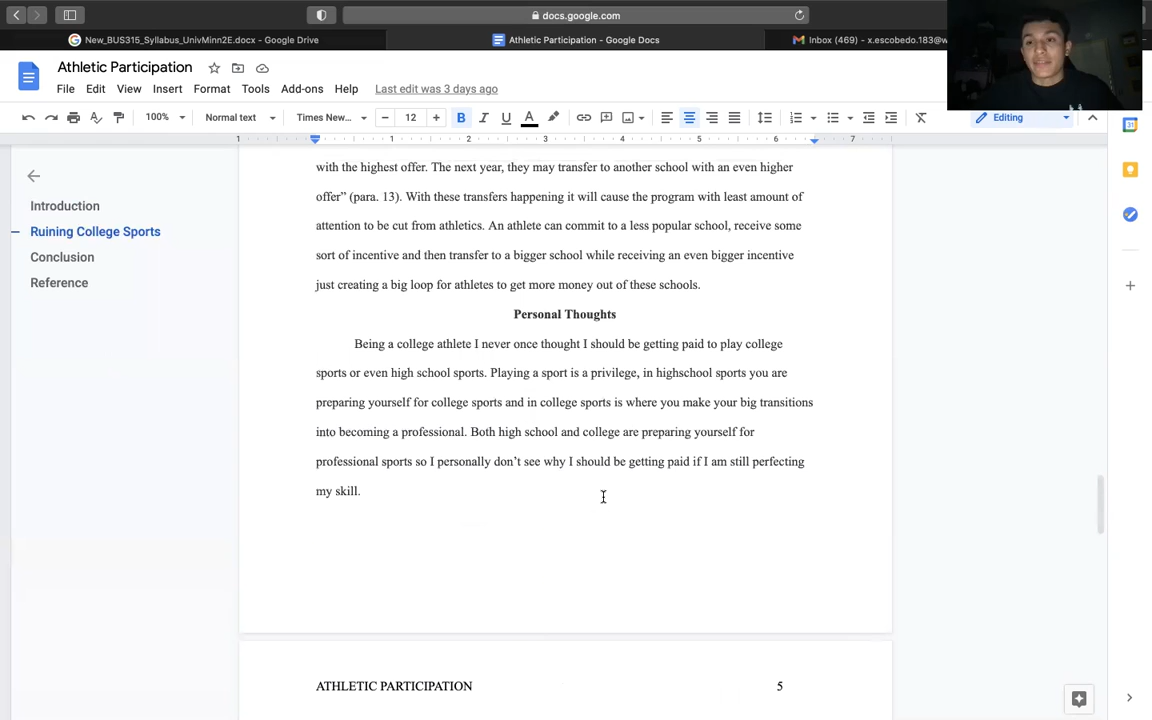 docs.google.com
New_BUS315_Syllabus_UnivMinn2E.docx - Google Drive
Athletic Participation - Google Docs
Inbox (469) - x.escobedo.183@w
Athletic Participation
File Edit View Insert Format Tools Add-ons Help Last edit was 3 days ago
100% Normal text Times New... 12 B I U A Editing
1 1 2 3 4 5 6 7
31
Introduction
Ruining College Sports
Conclusion
Reference
with the highest offer. The next year, they may transfer to another school with an even higher
offer” (para. 13). With these transfers happening it will cause the program with least amount of
attention to be cut from athletics. An athlete can commit to a less popular school, receive some
sort of incentive and then transfer to a bigger school while receiving an even bigger incentive
just creating a big loop for athletes to get more money out of these schools.
Personal Thoughts
Being a college athlete I never once thought I should be getting paid to play college
sports or even high school sports. Playing a sport is a privilege, in highschool sports you are
preparing yourself for college sports and in college sports is where you make your big transitions
into becoming a professional. Both high school and college are preparing yourself for
professional sports so I personally don’t see why I should be getting paid if I am still perfecting
my skill.
ATHLETIC PARTICIPATION 5